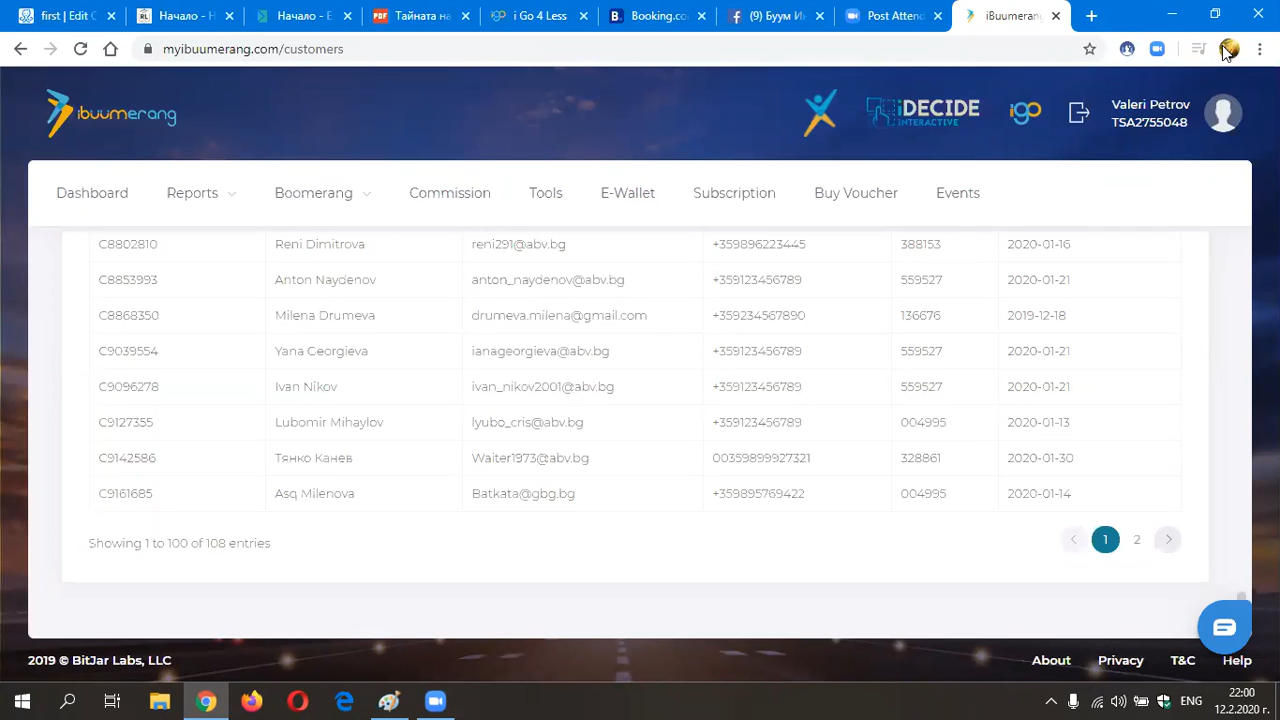 first | Edit C
Начало - Н
Начало - Е
Тайната на
i Go 4 Less
Booking.co
(9) Буум Ин
Post Attend
iBuumerang
myibuumerang.com/customers
ibuumerang
iDECIDE
INTERACTIVE
igo
Valeri Petrov
TSA2755048
Dashboard Reports Boomerang Commission Tools E-Wallet Subscription Buy Voucher Events
C8802810 Reni Dimitrova reni291@abv.bg +359896223445 388153 2020-01-16
C8853993 Anton Naydenov anton_naydenov@abv.bg +359123456789 559527 2020-01-21
C8868350 Milena Drumeva drumeva.milena@gmail.com +359234567890 136676 2019-12-18
C9039554 Yana Georgieva ianageorgieva@abv.bg +359123456789 559527 2020-01-21
C9096278 Ivan Nikov ivan_nikov2001@abv.bg +359123456789 559527 2020-01-21
C9127355 Lubomir Mihaylov lyubo_cris@abv.bg +359123456789 004995 2020-01-13
C9142586 Тянко Канев Waiter1973@abv.bg 00359899927321 328861 2020-01-30
C9161685 Asq Milenova Batkata@gbg.bg +359895769422 004995 2020-01-14
Showing 1 to 100 of 108 entries
1 2
2019 © BitJar Labs, LLC
About Privacy T&C Help
ENG
22:00
12.2.2020 г.